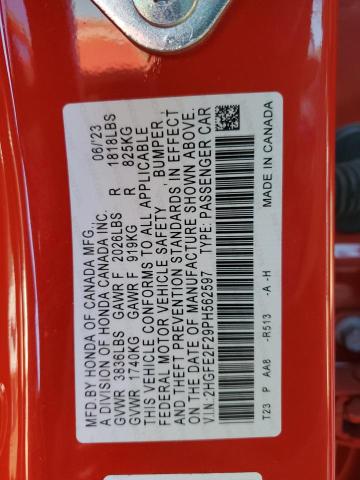 MFD.BY HONDA OF CANADA MFG.,
A DIVISION OF HONDA CANADA INC. 06/'23
GVWR 3836LBS GAWR F 2026LBS R 1818LBS
GVWR 1740KG GAWR F 919KG R 825KG
THIS VEHICLE CONFORMS TO ALL APPLICABLE
FEDERAL MOTOR VEHICLE SAFETY, BUMPER,
AND THEFT PREVENTION STANDARDS IN EFFECT
ON THE DATE OF MANUFACTURE SHOWN ABOVE.
V.I.N.:2HGFE2F29PH562597 TYPE: PASSENGER CAR
T23 P AA8 -R513 -A -H MADE IN CANADA